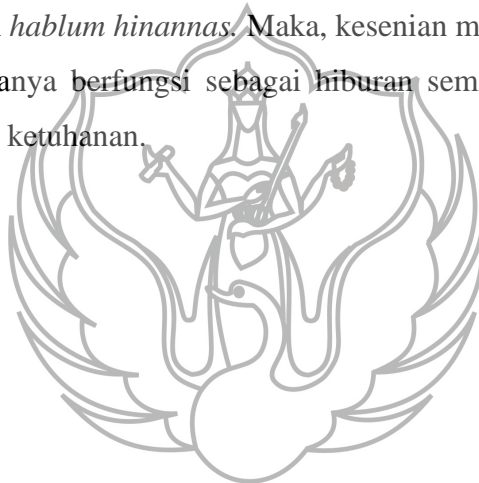 hablum hinannas. Maka, kesenian m
anya berfungsi sebagai hiburan sem
ketuhanan.